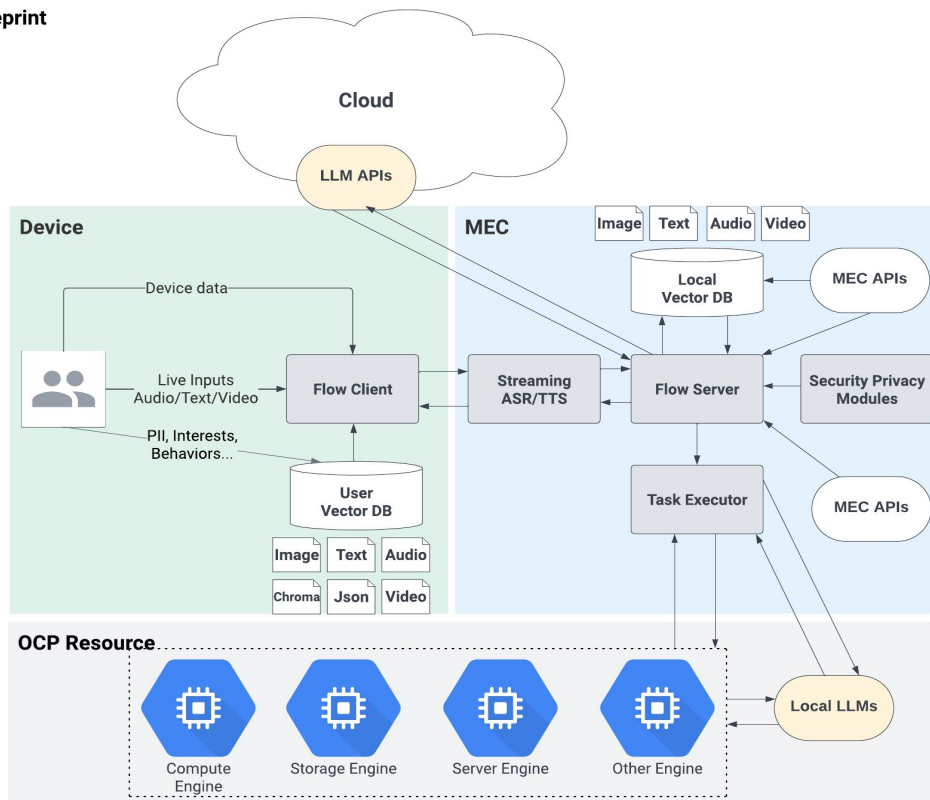 eprint
Cloud
LLM APIs
Device
MEC
Image
Text
Audio
Video
Local
Vector DB
MEC APIs
Device data
Live Inputs
Audio/Text/Video
Flow Client
Streaming
ASR/TTS
Flow Server
Security Privacy
Modules
PII, Interests,
Behaviors...
User
Vector DB
Task Executor
MEC APIs
Image
Text
Audio
Chroma
Json
Video
OCP Resource
Local LLMs
Compute
Engine
Storage Engine
Server Engine
Other Engine